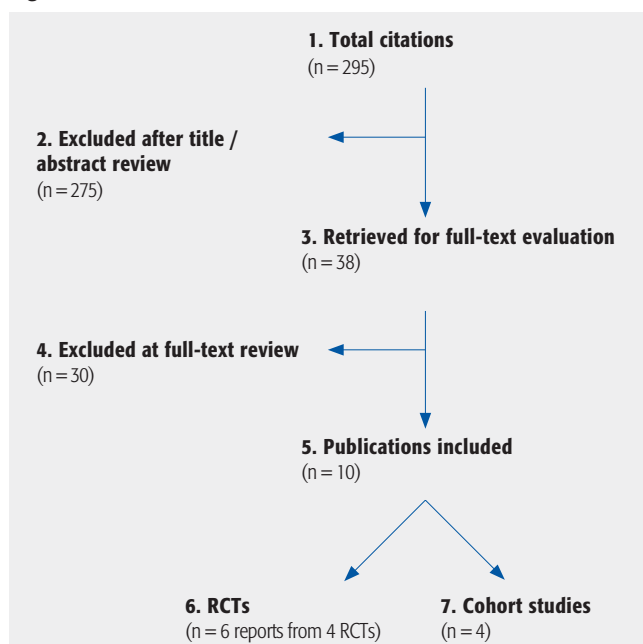 1. Total citations
(n = 295)
2. Excluded after title /
abstract review
(n = 275)
3. Retrieved for full-text evaluation
(n = 38)
4. Excluded at full-text review
(n = 30)
5. Publications included
(n = 10)
6. RCTs
(n = 6 reports from 4 RCTs)
7. Cohort studies
(n = 4)